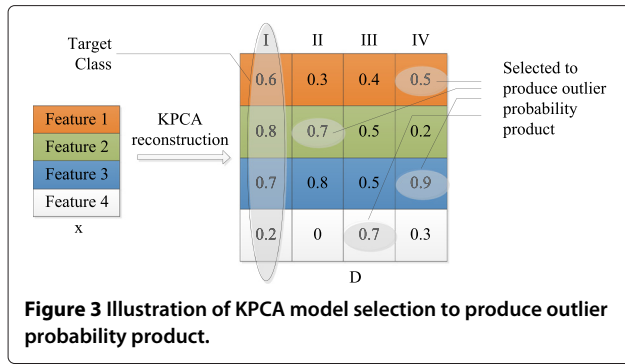 Target
Class
I II III IV
0.6 0.3 0.4 0.5
Selected to
produce outlier
probability
product
Feature 1
Feature 2
Feature 3
Feature 4
x
KPCA
reconstruction
0.8 0.7 0.5 0.2
0.7 0.8 0.5 0.9
0.2 0 0.7 0.3
D
Figure 3 Illustration of KPCA model selection to produce outlier
probability product.